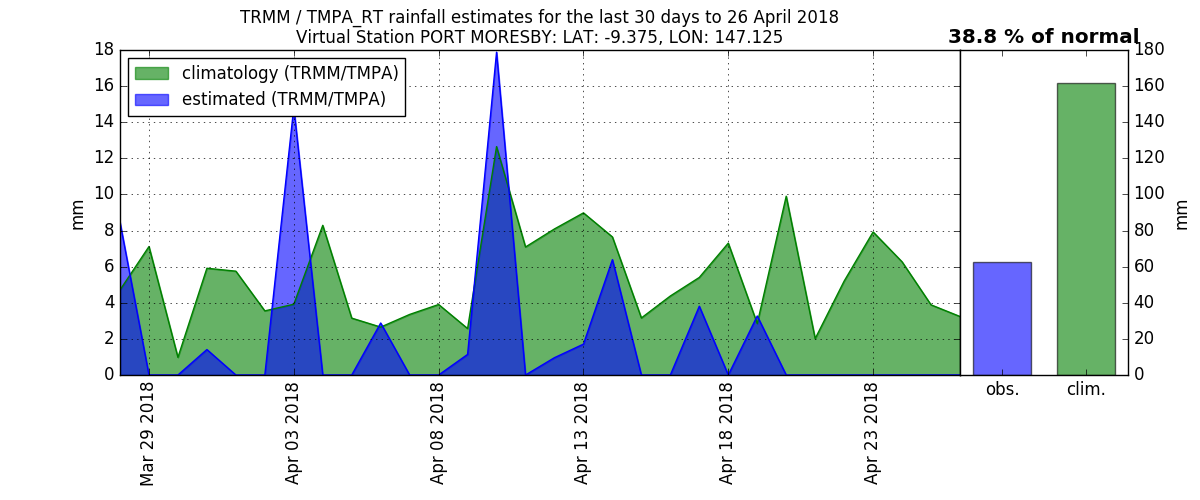 TRMM / TMPA_RT rainfall estimates for the last 30 days to 26 April 2018
Virtual Station PORT MORESBY: LAT: -9.375, LON: 147.125
38.8 % of normal
climatology (TRMM/TMPA)
estimated (TRMM/TMPA)
18
16
14
12
10
8
6
4
2
0
mm
Mar 29 2018
Apr 03 2018
Apr 08 2018
Apr 13 2018
Apr 18 2018
Apr 23 2018
180
160
140
120
100
80
60
40
20
0
mm
obs.
clim.